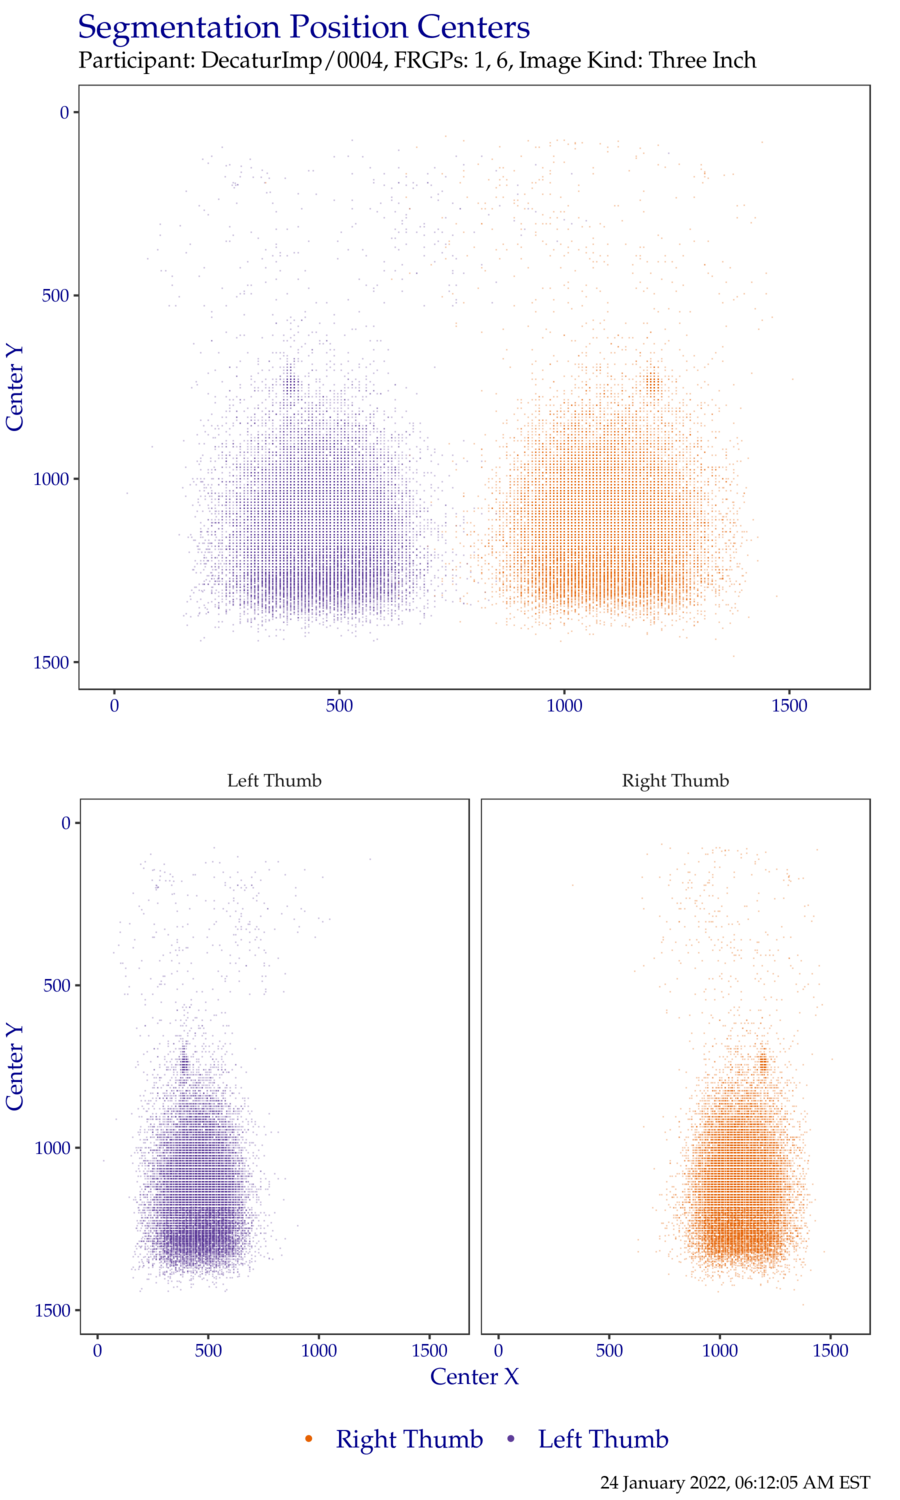 Segmentation Position Centers
Participant: DecaturImp/0004, FRGPs: 1, 6, Image Kind: Three Inch
Center Y
0
500
1000
1500
0
500
1000
1500
Left Thumb
Right Thumb
Center Y
0
500
1000
1500
0
500
1000
1500
0
500
1000
1500
Center X
Right Thumb
Left Thumb
24 January 2022, 06:12:05 AM EST